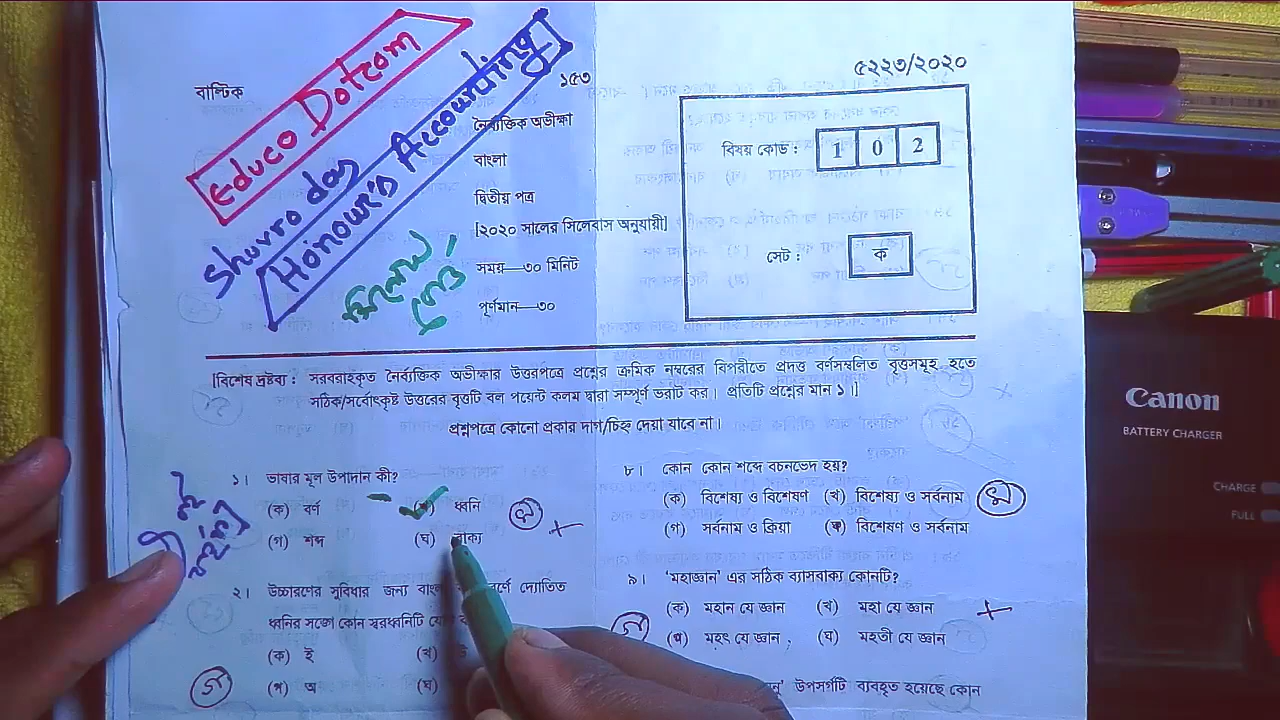 বাল্টিক
১৫৩
৫২২৩/২০২০
Educo Dotcom
Shuvro das
Honour's Accounting
নৈর্ব্যক্তিক অভীক্ষা
বাংলা
দ্বিতীয় পত্র
[২০২০ সালের সিলেবাস অনুযায়ী]
সময়—৩০ মিনিট
পূর্ণমান—৩০
বিষয় কোড : 1 0 2
সেট : ক
[বিশেষ দ্রষ্টব্য : সরবরাহকৃত নৈর্ব্যক্তিক অভীক্ষার উত্তরপত্রে প্রশ্নের ক্রমিক নম্বরের বিপরীতে প্রদত্ত বর্ণসম্বলিত বৃত্তসমূহ হতে
সঠিক/সর্বোৎকৃষ্ট উত্তরের বৃত্তটি বল পয়েন্ট কলম দ্বারা সম্পূর্ণ ভরাট কর। প্রতিটি প্রশ্নের মান ১।]
প্রশ্নপত্রে কোনো প্রকার দাগ/চিহ্ন দেয়া যাবে না।
১। ভাষার মূল উপাদান কী?
(ক) বর্ণ (খ) ধ্বনি
(গ) শব্দ (ঘ) বাক্য
২। উচ্চারণের সুবিধার জন্য দ্যোতিত
ধ্বনির সঙ্গে কোন স্বরধ্বনিটি
(ক) ই (খ)
(গ) অ (ঘ)
গ
৮। কোন কোন শব্দে বচনভেদ হয়?
(ক) বিশেষ্য ও বিশেষণ (খ) বিশেষ্য ও সর্বনাম
(গ) সর্বনাম ও ক্রিয়া (ঘ) বিশেষণ ও সর্বনাম
৯। ‘মহাজ্ঞান’ এর সঠিক ব্যাসবাক্য কোনটি?
(ক) মহান যে জ্ঞান (খ) মহা যে জ্ঞান
(গ) মহৎ যে জ্ঞান (ঘ) মহতী যে জ্ঞান
উপসর্গটি ব্যবহৃত হয়েছে কোন
Canon
BATTERY CHARGER
CHARGE
FULL